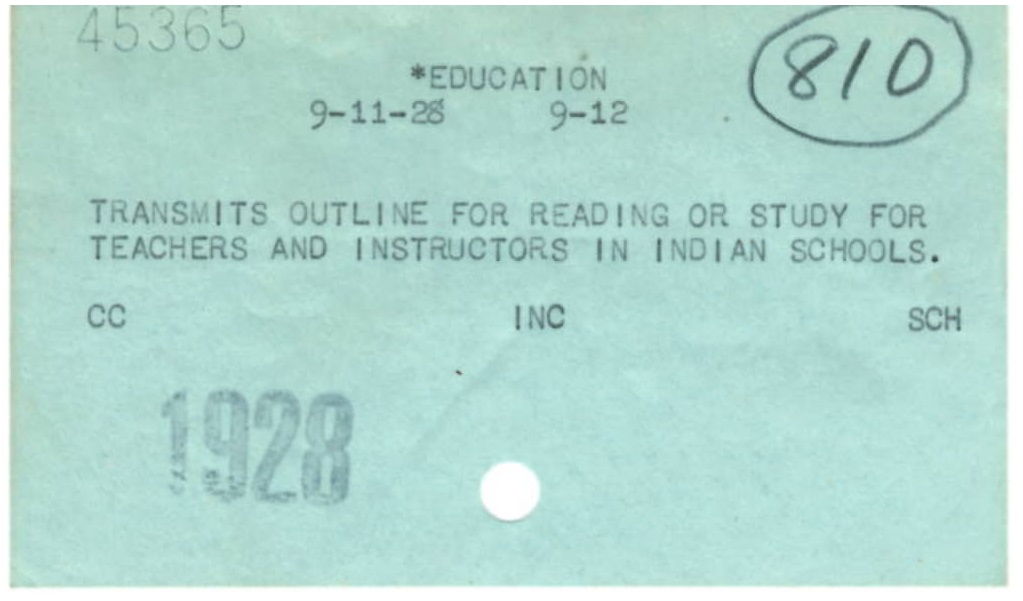 45365
810
*EDUCATION
9-11-28 9-12
TRANSMITS OUTLINE FOR READING OR STUDY FOR
TEACHERS AND INSTRUCTORS IN INDIAN SCHOOLS.
CC INC SCH
1928